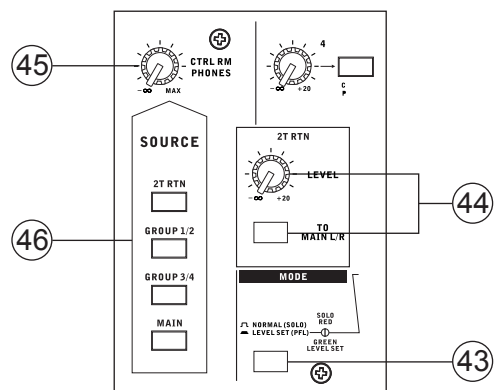 45
CTRL RM
PHONES
-∞ MAX
4
-∞ +20
C
P
SOURCE
2T RTN
GROUP 1/2
GROUP 3/4
MAIN
46
2T RTN
LEVEL
-∞ +20
TO
MAIN L/R
44
MODE
NORMAL (SOLO)
LEVEL SET (PFL)
SOLO
RED
GREEN
LEVEL SET
43